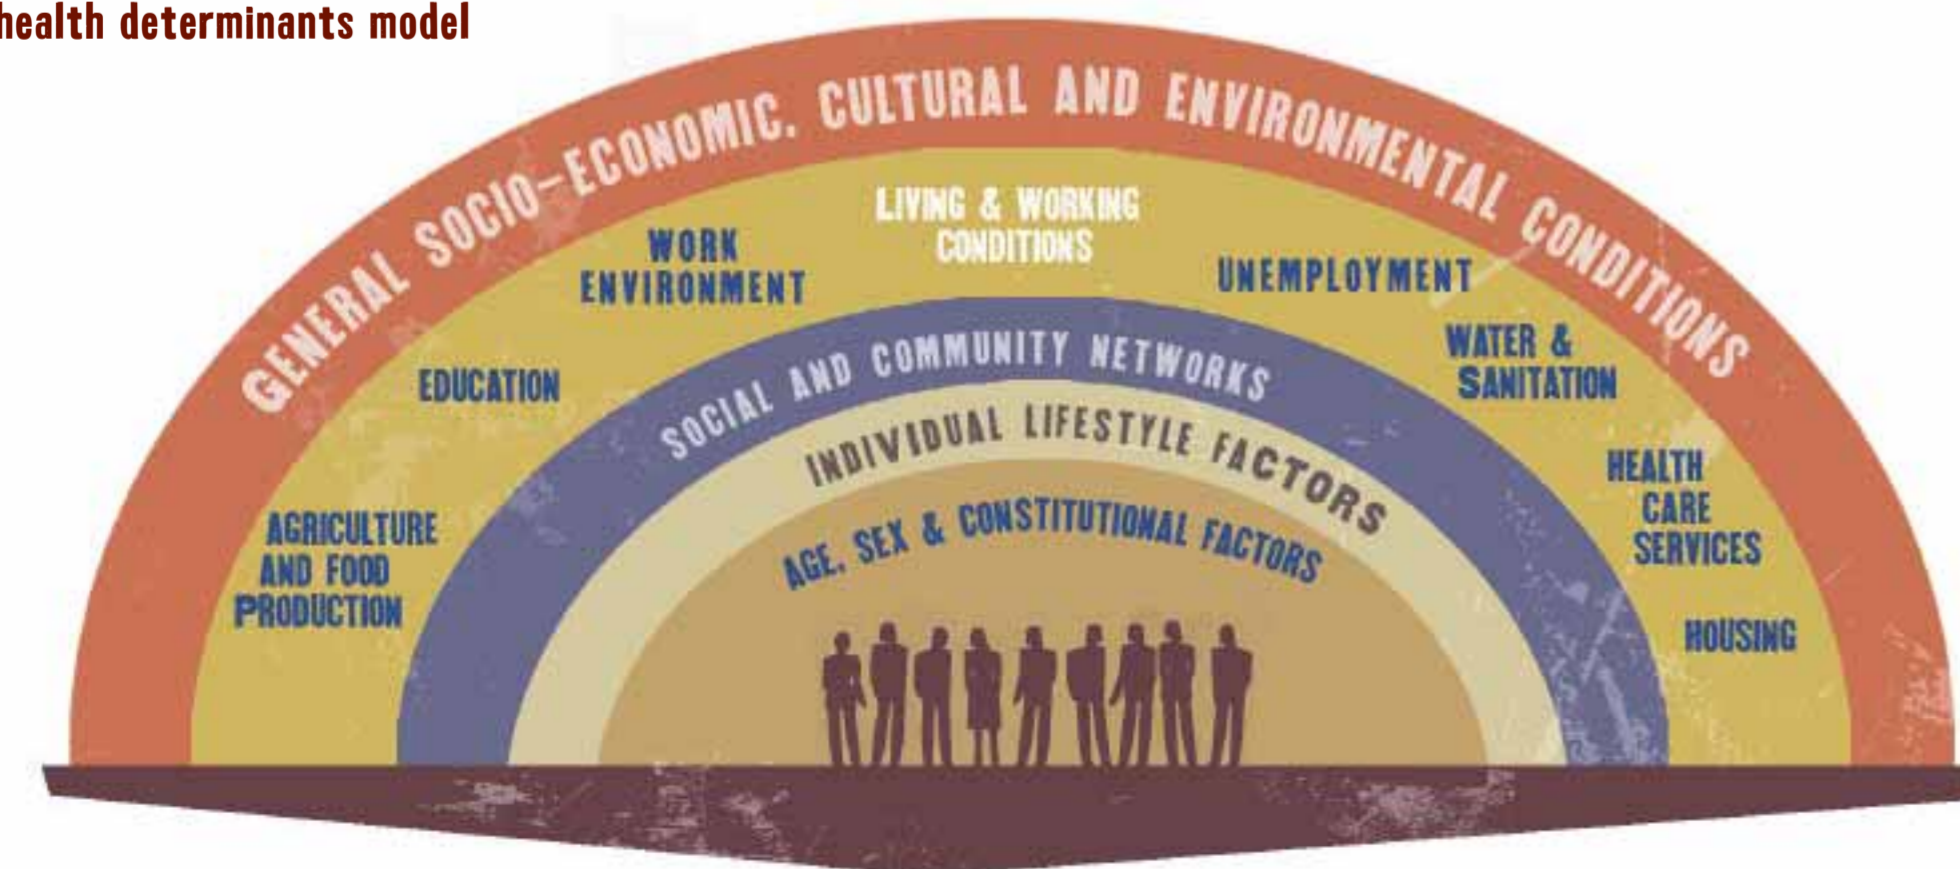 health determinants model
GENERAL SOCIO-ECONOMIC, CULTURAL AND ENVIRONMENTAL CONDITIONS
LIVING & WORKING
CONDITIONS
WORK
ENVIRONMENT
UNEMPLOYMENT
EDUCATION
WATER &
SANITATION
AGRICULTURE
AND FOOD
PRODUCTION
HEALTH
CARE
SERVICES
HOUSING
SOCIAL AND COMMUNITY NETWORKS
INDIVIDUAL LIFESTYLE FACTORS
AGE, SEX & CONSTITUTIONAL FACTORS